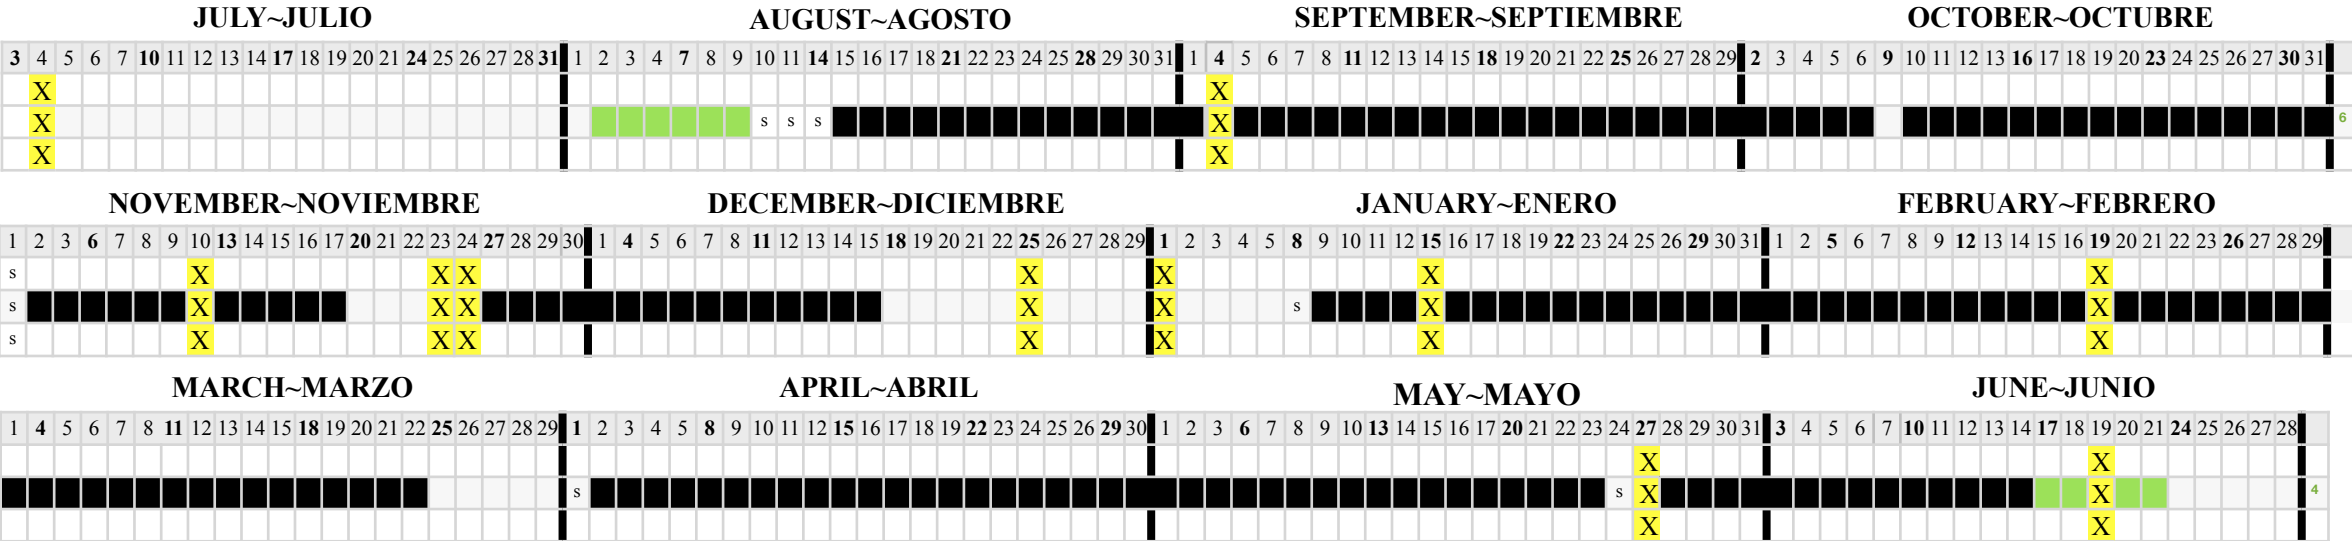 JULY~JULIO AUGUST~AGOSTO SEPTEMBER~SEPTIEMBRE OCTOBER~OCTUBRE
3 4 5 6 7 10 11 12 13 14 17 18 19 20 21 24 25 26 27 28 31 1 2 3 4 7 8 9 10 11 14 15 16 17 18 21 22 23 24 25 28 29 30 31 1 4 5 6 7 8 11 12 13 14 15 18 19 20 21 22 25 26 27 28 29 2 3 4 5 6 9 10 11 12 13 16 17 18 19 20 23 24 25 26 27 30 31
X X
X s s s X 6
X X
NOVEMBER~NOVIEMBRE DECEMBER~DICIEMBRE JANUARY~ENERO FEBRUARY~FEBRERO
1 2 3 6 7 8 9 10 13 14 15 16 17 20 21 22 23 24 27 28 29 30 1 4 5 6 7 8 11 12 13 14 15 18 19 20 21 22 25 26 27 28 29 1 2 3 4 5 8 9 10 11 12 15 16 17 18 19 22 23 24 25 26 29 30 31 1 2 5 6 7 8 9 12 13 14 15 16 19 20 21 22 23 26 27 28 29
s X X X X X X X
s X X X X X s X X
s X X X X X X X
MARCH~MARZO APRIL~ABRIL MAY~MAYO JUNE~JUNIO
1 4 5 6 7 8 11 12 13 14 15 18 19 20 21 22 25 26 27 28 29 1 2 3 4 5 8 9 10 11 12 15 16 17 18 19 22 23 24 25 26 29 30 1 2 3 6 7 8 9 10 13 14 15 16 17 20 21 22 23 24 27 28 29 30 31 3 4 5 6 7 10 11 12 13 14 17 18 19 20 21 24 25 26 27 28
X X
s s X X 4
X X